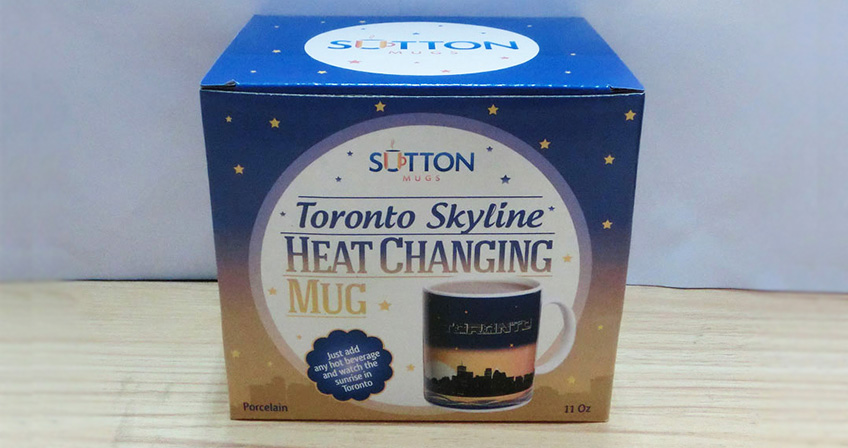 SUTTON
MUGS
SUTTON
MUGS
Toronto Skyline
HEAT CHANGING
MUG
TORONTO
Just add
any hot beverage
and watch the
sunrise in
Toronto
Porcelain
11 Oz